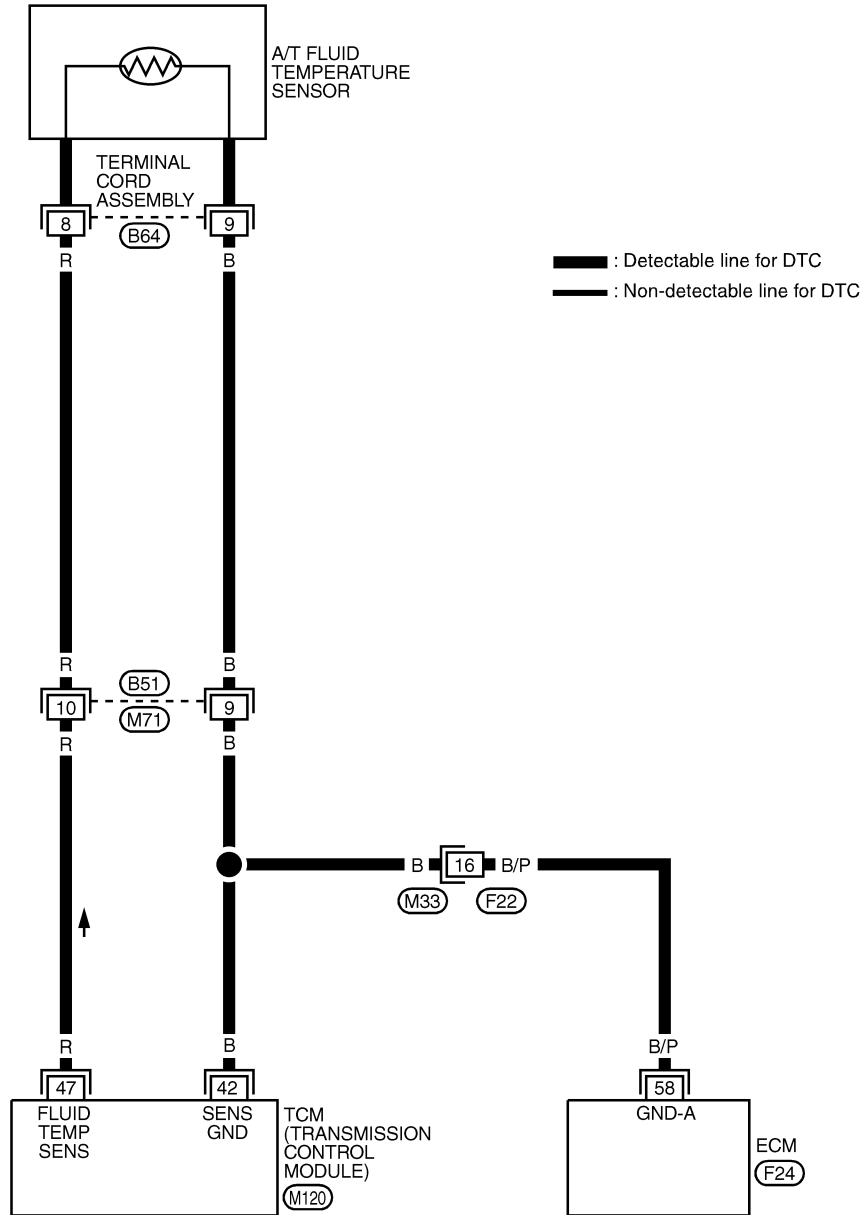 A/T FLUID
TEMPERATURE
SENSOR
TERMINAL
CORD
ASSEMBLY
8
9
B64
R
B
: Detectable line for DTC
: Non-detectable line for DTC
R
B
B51
10
9
M71
R
B
B
16
B/P
M33
F22
R
B
B/P
47
42
58
FLUID
TEMP
SENS
SENS
GND
TCM
(TRANSMISSION
CONTROL
MODULE)
M120
GND-A
ECM
F24